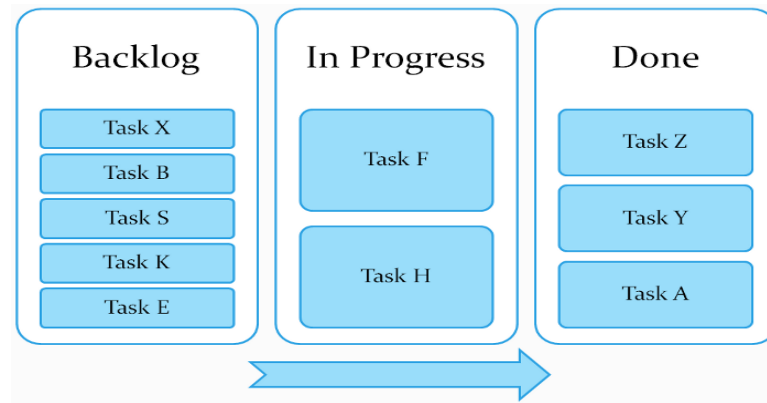 Backlog
Task X
Task B
Task S
Task K
Task E
In Progress
Task F
Task H
Done
Task Z
Task Y
Task A